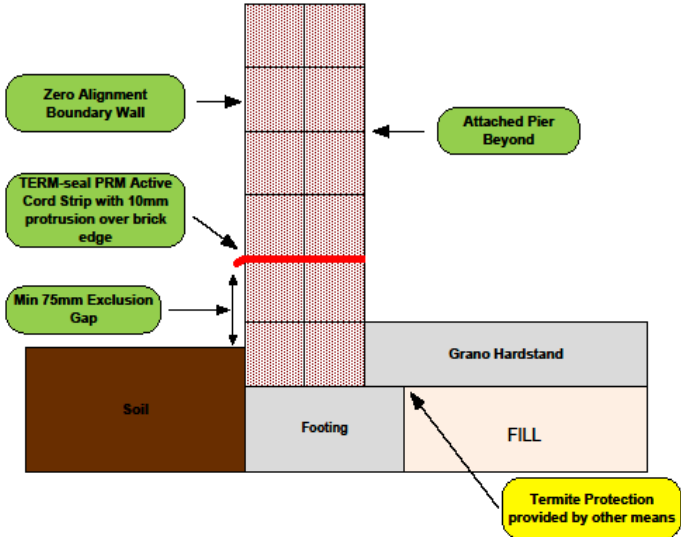 Zero Alignment
Boundary Wall
Attached Pier
Beyond
TERM-seal PRM Active
Cord Strip with 10mm
protrusion over brick
edge
Min 75mm Exclusion
Gap
Grano Hardstand
Soil
Footing
FILL
Termite Protection
provided by other means